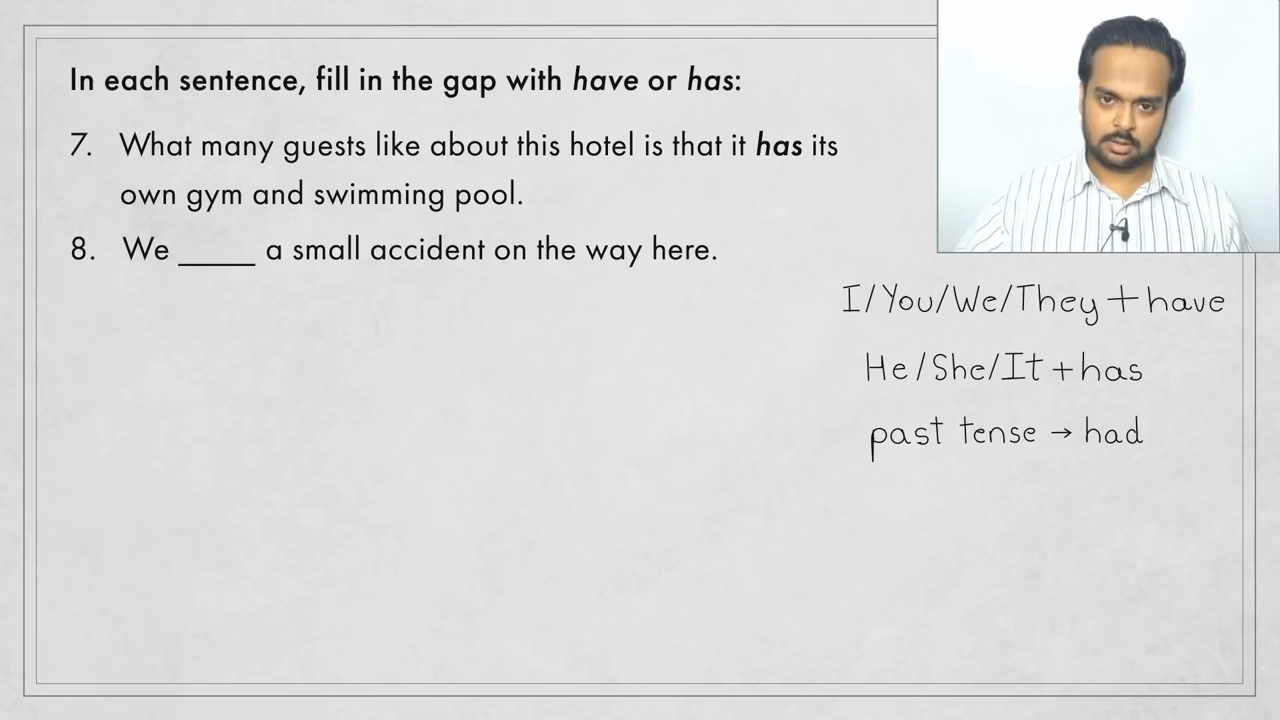 In each sentence, fill in the gap with have or has:
7. What many guests like about this hotel is that it has its
own gym and swimming pool.
8. We _____ a small accident on the way here.
I/You/We/They + have
He/She/It + has
past tense → had